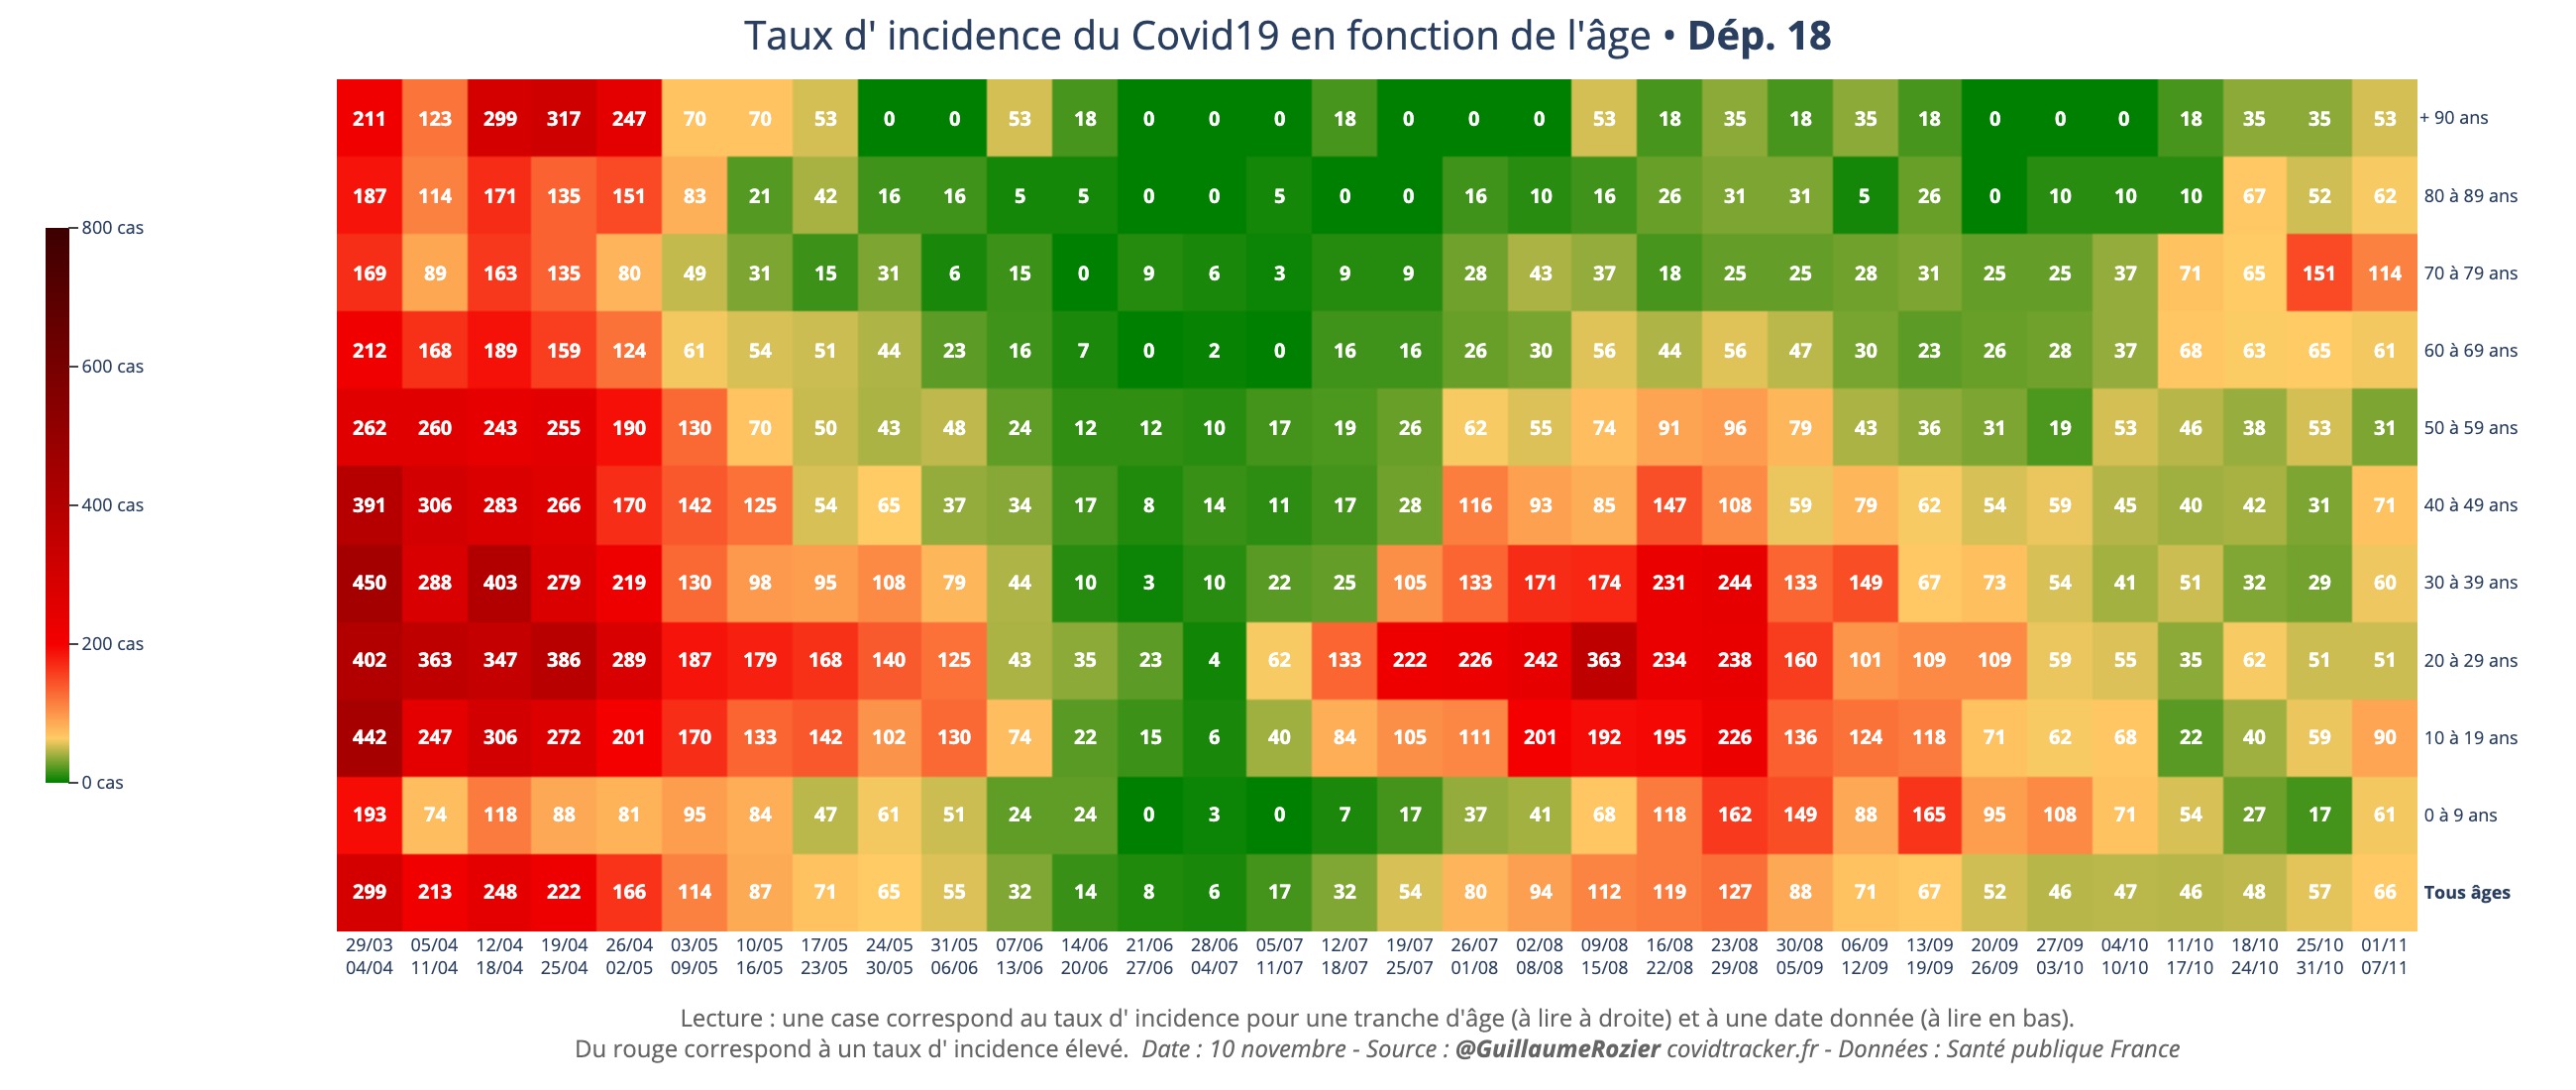 Taux d' incidence du Covid19 en fonction de l'âge • Dép. 18
800 cas
600 cas
400 cas
200 cas
0 cas
211 123 299 317 247 70 70 53 0 0 53 18 0 0 0 18 0 0 0 53 18 35 18 35 18 0 0 0 18 35 35 53 + 90 ans
187 114 171 135 151 83 21 42 16 16 5 5 0 0 5 0 0 16 10 16 26 31 31 5 26 0 10 10 10 67 52 62 80 à 89 ans
169 89 163 135 80 49 31 15 31 6 15 0 9 6 3 9 9 28 43 37 18 25 25 28 31 25 25 37 71 65 151 114 70 à 79 ans
212 168 189 159 124 61 54 51 44 23 16 7 0 2 0 16 16 26 30 56 44 56 47 30 23 26 28 37 68 63 65 61 60 à 69 ans
262 260 243 255 190 130 70 50 43 48 24 12 12 10 17 19 26 62 55 74 91 96 79 43 36 31 19 53 46 38 53 31 50 à 59 ans
391 306 283 266 170 142 125 54 65 37 34 17 8 14 11 17 28 116 93 85 147 108 59 79 62 54 59 45 40 42 31 71 40 à 49 ans
450 288 403 279 219 130 98 95 108 79 44 10 3 10 22 25 105 133 171 174 231 244 133 149 67 73 54 41 51 32 29 60 30 à 39 ans
402 363 347 386 289 187 179 168 140 125 43 35 23 4 62 133 222 226 242 363 234 238 160 101 109 109 59 55 35 62 51 51 20 à 29 ans
442 247 306 272 201 170 133 142 102 130 74 22 15 6 40 84 105 111 201 192 195 226 136 124 118 71 62 68 22 40 59 90 10 à 19 ans
193 74 118 88 81 95 84 47 61 51 24 24 0 3 0 7 17 37 41 68 118 162 149 88 165 95 108 71 54 27 17 61 0 à 9 ans
299 213 248 222 166 114 87 71 65 55 32 14 8 6 17 32 54 80 94 112 119 127 88 71 67 52 46 47 46 48 57 66 Tous âges
29/03 05/04 12/04 19/04 26/04 03/05 10/05 17/05 24/05 31/05 07/06 14/06 21/06 28/06 05/07 12/07 19/07 26/07 02/08 09/08 16/08 23/08 30/08 06/09 13/09 20/09 27/09 04/10 11/10 18/10 25/10 01/11
04/04 11/04 18/04 25/04 02/05 09/05 16/05 23/05 30/05 06/06 13/06 20/06 27/06 04/07 11/07 18/07 25/07 01/08 08/08 15/08 22/08 29/08 05/09 12/09 19/09 26/09 03/10 10/10 17/10 24/10 31/10 07/11
Lecture : une case correspond au taux d' incidence pour une tranche d'âge (à lire à droite) et à une date donnée (à lire en bas).
Du rouge correspond à un taux d' incidence élevé. Date : 10 novembre - Source : @GuillaumeRozier covidtracker.fr - Données : Santé publique France